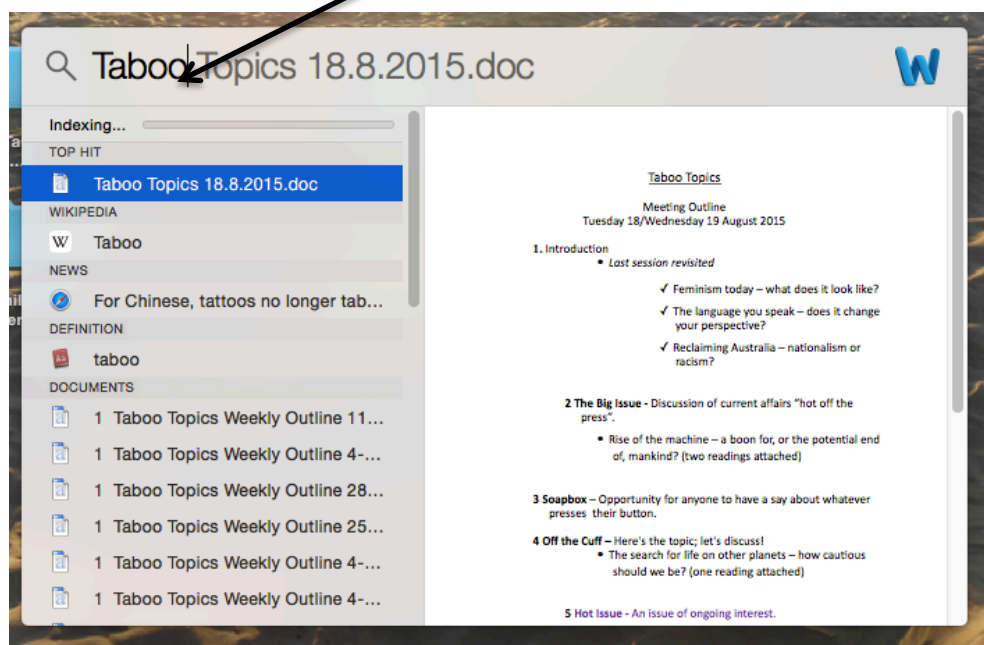 Taboo Topics 18.8.2015.doc
Indexing...
TOP HIT
Taboo Topics 18.8.2015.doc
WIKIPEDIA
W Taboo
NEWS
For Chinese, tattoos no longer tab...
DEFINITION
taboo
DOCUMENTS
1 Taboo Topics Weekly Outline 11...
1 Taboo Topics Weekly Outline 4-...
1 Taboo Topics Weekly Outline 28...
1 Taboo Topics Weekly Outline 25...
1 Taboo Topics Weekly Outline 4-...
1 Taboo Topics Weekly Outline 4-...
Taboo Topics
Meeting Outline
Tuesday 18/Wednesday 19 August 2015
1. Introduction
• Last session revisited
✓ Feminism today – what does it look like?
✓ The language you speak – does it change
your perspective?
✓ Reclaiming Australia – nationalism or
racism?
2 The Big Issue - Discussion of current affairs "hot off the
press".
• Rise of the machine – a boon for, or the potential end
of, mankind? (two readings attached)
3 Soapbox – Opportunity for anyone to have a say about whatever
presses their button.
4 Off the Cuff – Here's the topic; let's discuss!
• The search for life on other planets – how cautious
should we be? (one reading attached)
5 Hot Issue - An issue of ongoing interest.